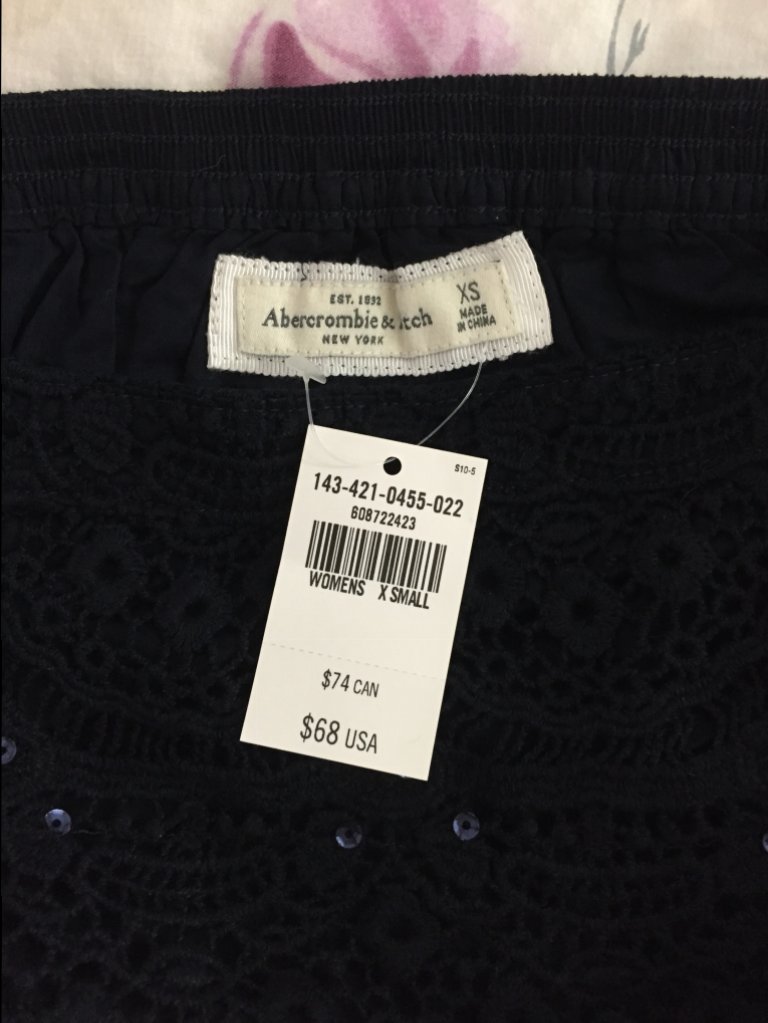 EST. 1892
Abercrombie & itch
NEW YORK
XS
MADE
IN CHINA
S10-5
143-421-0455-022
608722423
WOMENS X SMALL
$74 CAN
$68 USA